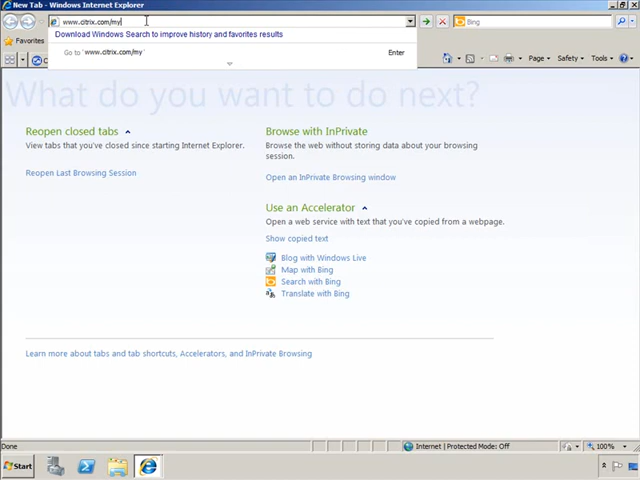 New Tab - Windows Internet Explorer
www.citrix.com/my
Bing
Download Windows Search to improve history and favorites results
Go to ' www.citrix.com/my '
Enter
Favorites
Page
Safety
Tools
What do you want to do next?
Reopen closed tabs
View tabs that you've closed since starting Internet Explorer.
Reopen Last Browsing Session
Browse with InPrivate
Browse the web without storing data about your browsing
session.
Open an InPrivate Browsing window
Use an Accelerator
Open a web service with text that you've copied from a webpage.
Show copied text
Blog with Windows Live
Map with Bing
Search with Bing
Translate with Bing
Learn more about tabs and tab shortcuts, Accelerators, and InPrivate Browsing
Done
Internet | Protected Mode: Off
100%
Start